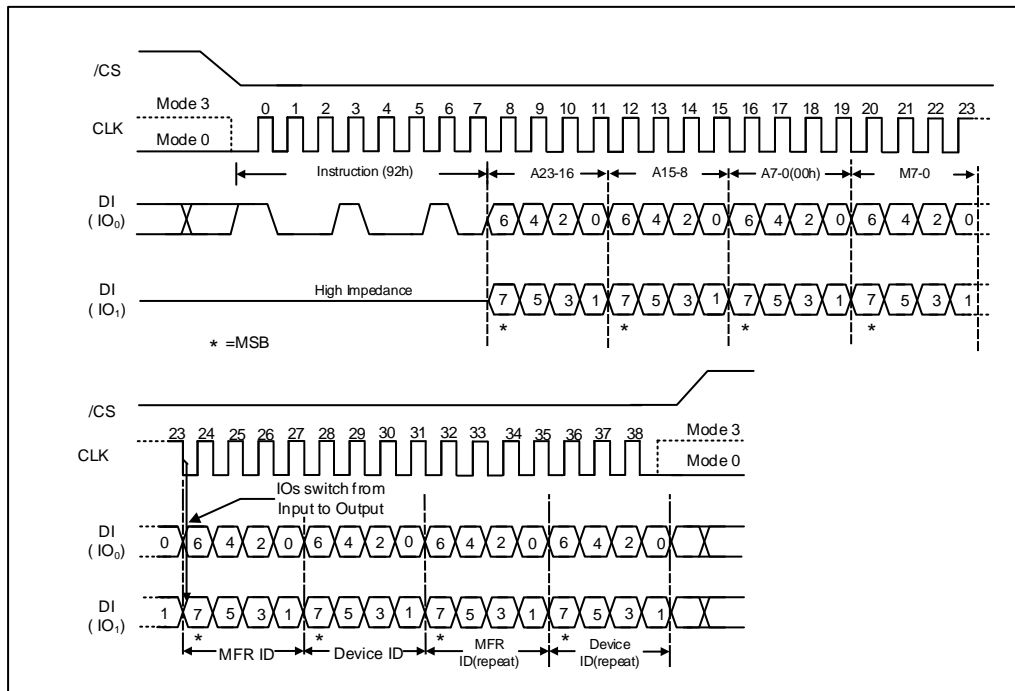 /CS
Mode 3
0 1 2 3 4 5 6 7 8 9 10 11 12 13 14 15 16 17 18 19 20 21 22 23
CLK
Mode 0
Instruction (92h) A23-16 A15-8 A7-0(00h) M7-0
DI
( IO0)
6 4 2 0 6 4 2 0 6 4 2 0 6 4 2 0
DI
( IO1)
High Impedance
7 5 3 1 7 5 3 1 7 5 3 1 7 5 3 1
* * * *
* =MSB
/CS
23 24 25 26 27 28 29 30 31 32 33 34 35 36 37 38
Mode 3
CLK
Mode 0
IOs switch from
Input to Output
DI
( IO0)
0 6 4 2 0 6 4 2 0 6 4 2 0 6 4 2 0
DI
( IO1)
1 7 5 3 1 7 5 3 1 7 5 3 1 7 5 3 1
* * * *
MFR ID Device ID MFR
ID(repeat) Device
ID(repeat)